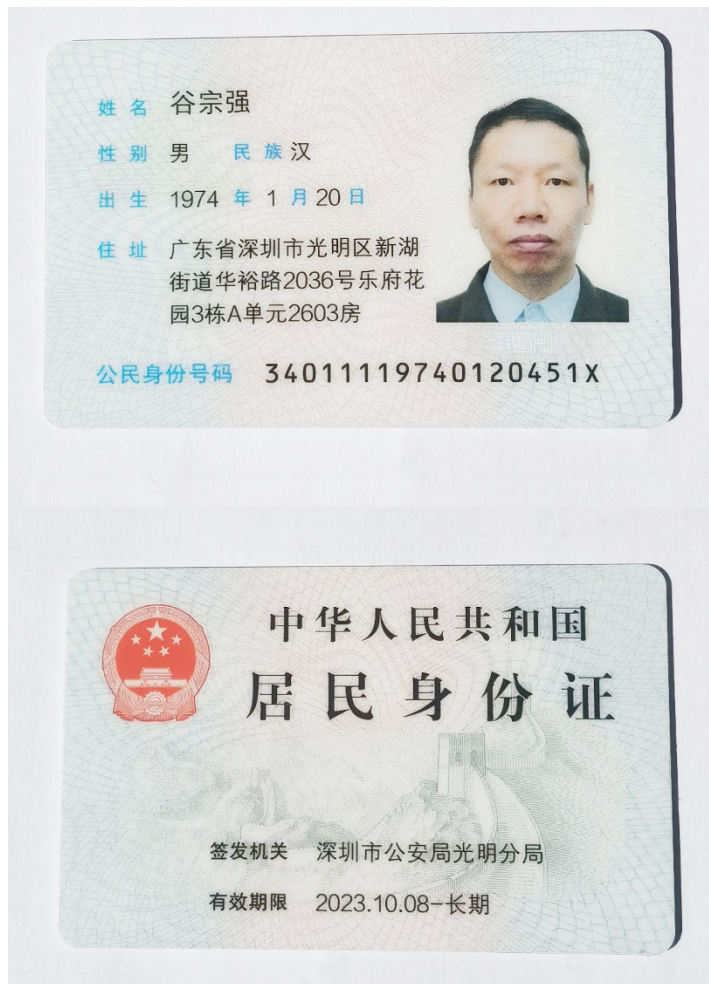 姓名 谷宗强
性别 男 民族 汉
出生 1974 年 1 月 20 日
住址 广东省深圳市光明区新湖
街道华裕路2036号乐府花
园3栋A单元2603房
公民身份号码 34011119740120451X
中华人民共和国
居民身份证
签发机关 深圳市公安局光明分局
有效期限 2023.10.08-长期